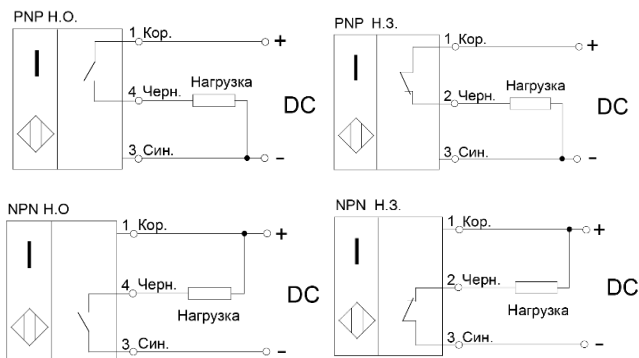 PNP Н.О.
1 Кор.
+
4 Черн.
Нагрузка
DC
3 Син.
-
PNP Н.З.
1 Кор.
+
2 Черн.
Нагрузка
DC
3 Син.
-
NPN Н.О
1 Кор.
+
4 Черн.
Нагрузка
DC
3 Син.
-
NPN Н.З.
1 Кор.
+
2 Черн.
Нагрузка
DC
3 Син.
-